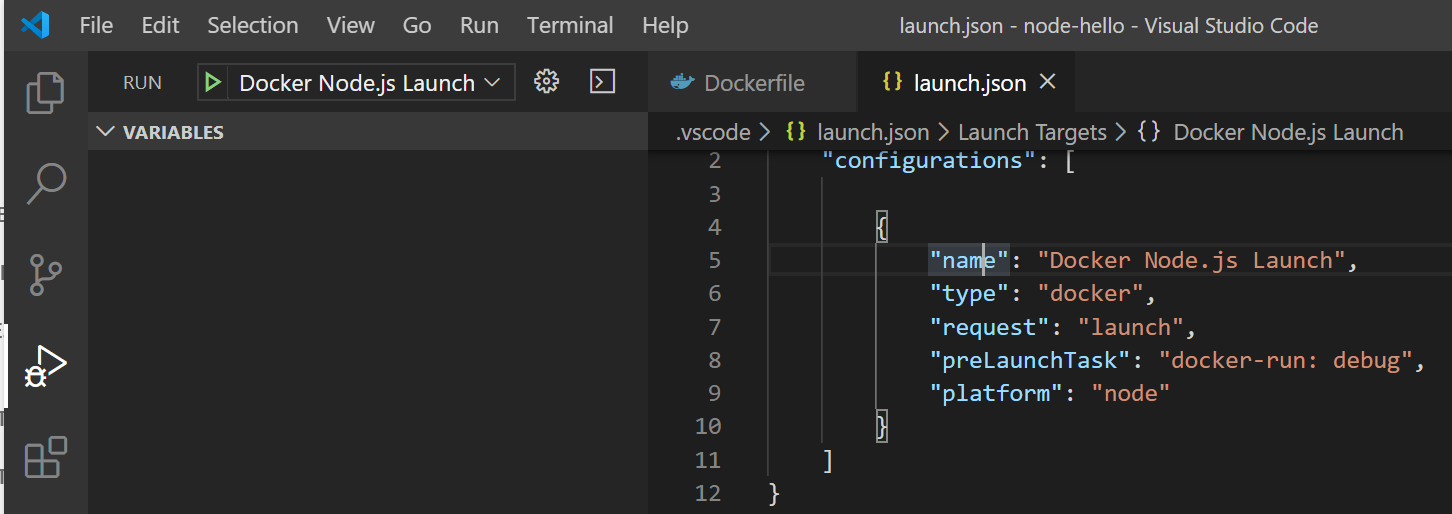 File Edit Selection View Go Run Terminal Help launch.json - node-hello - Visual Studio Code
RUN Docker Node.js Launch
VARIABLES
Dockerfile {} launch.json
.vscode > {} launch.json > Launch Targets > {} Docker Node.js Launch
2 "configurations": [
3
4 {
5 "name": "Docker Node.js Launch",
6 "type": "docker",
7 "request": "launch",
8 "preLaunchTask": "docker-run: debug",
9 "platform": "node"
10 }
11 ]
12 }